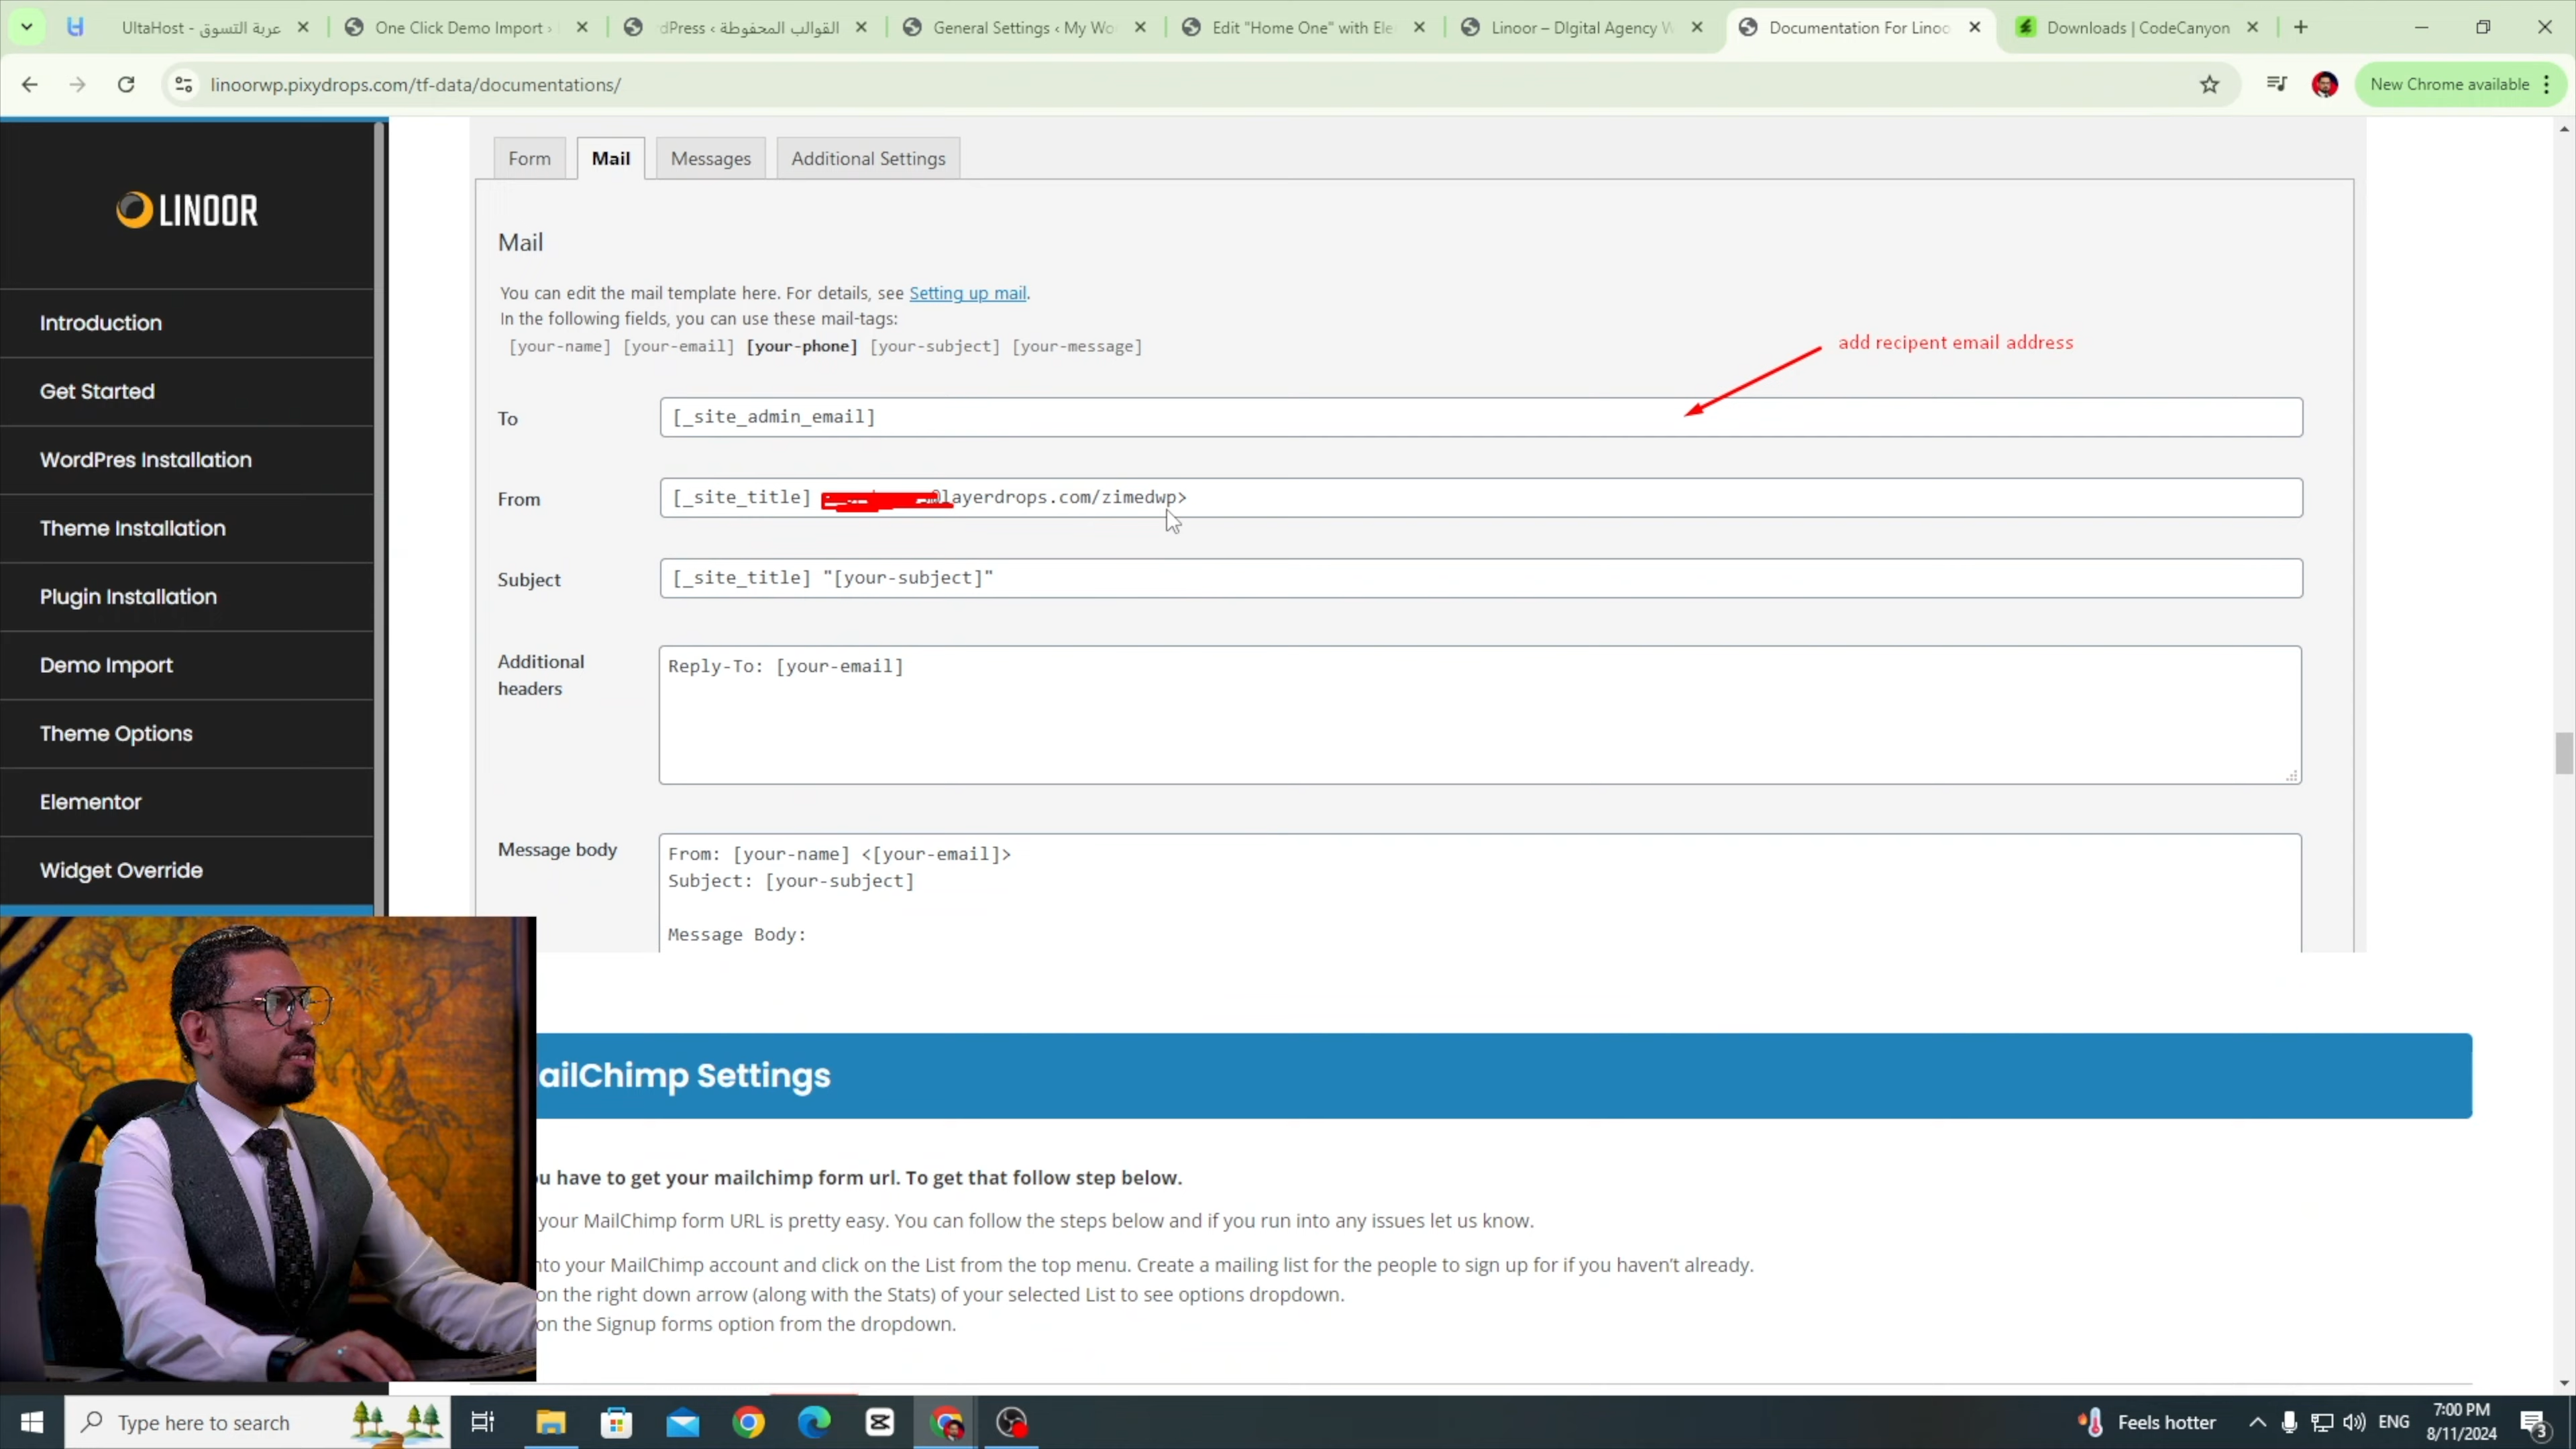 UltaHost - عربة التسوق
One Click Demo Import ›
القوالب المحفوظة ‹ dPress
General Settings ‹ My Wo
Edit "Home One" with Ele
Linoor – DIgital Agency W
Documentation For Linoo
Downloads | CodeCanyon
linoorwp.pixydrops.com/tf-data/documentations/
New Chrome available
LINOOR
Introduction
Get Started
WordPres Installation
Theme Installation
Plugin Installation
Demo Import
Theme Options
Elementor
Widget Override
Form
Mail
Messages
Additional Settings
Mail
You can edit the mail template here. For details, see Setting up mail.
In the following fields, you can use these mail-tags:
[your-name] [your-email] [your-phone] [your-subject] [your-message]
add recipent email address
To
[_site_admin_email]
From
[_site_title] layerdrops.com/zimedwp>
Subject
[_site_title] "[your-subject]"
Additional
headers
Reply-To: [your-email]
Message body
From: [your-name] <[your-email]>
Subject: [your-subject]
Message Body:
ailChimp Settings
u have to get your mailchimp form url. To get that follow step below.
your MailChimp form URL is pretty easy. You can follow the steps below and if you run into any issues let us know.
nto your MailChimp account and click on the List from the top menu. Create a mailing list for the people to sign up for if you haven't already.
on the right down arrow (along with the Stats) of your selected List to see options dropdown.
on the Signup forms option from the dropdown.
Type here to search
Feels hotter
ENG
7:00 PM
8/11/2024
3